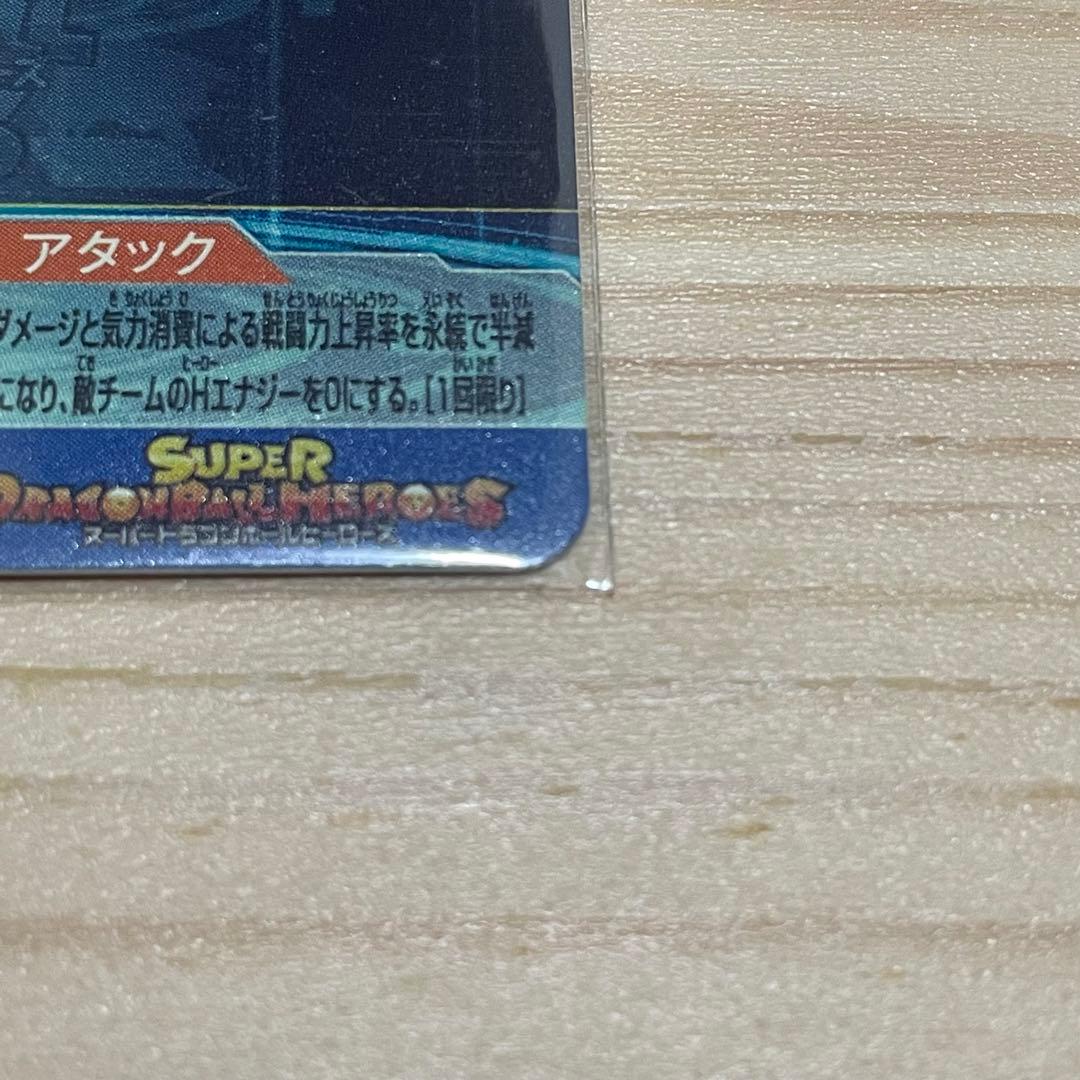 アタック
ダメージと気力消費による戦闘力上昇率を永続で半減
になり、敵チームのHエナジーを0にする。[1回限り]
SUPER
DRAGONBALL HEROES
スーパードラゴンボールヒーローズ